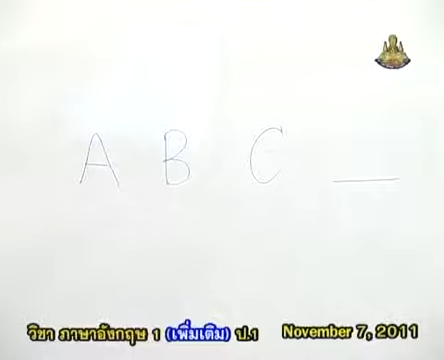 A B C __
วิชา ภาษาอังกฤษ 1 (เพิ่มเติม) ป.1 November 7, 2011